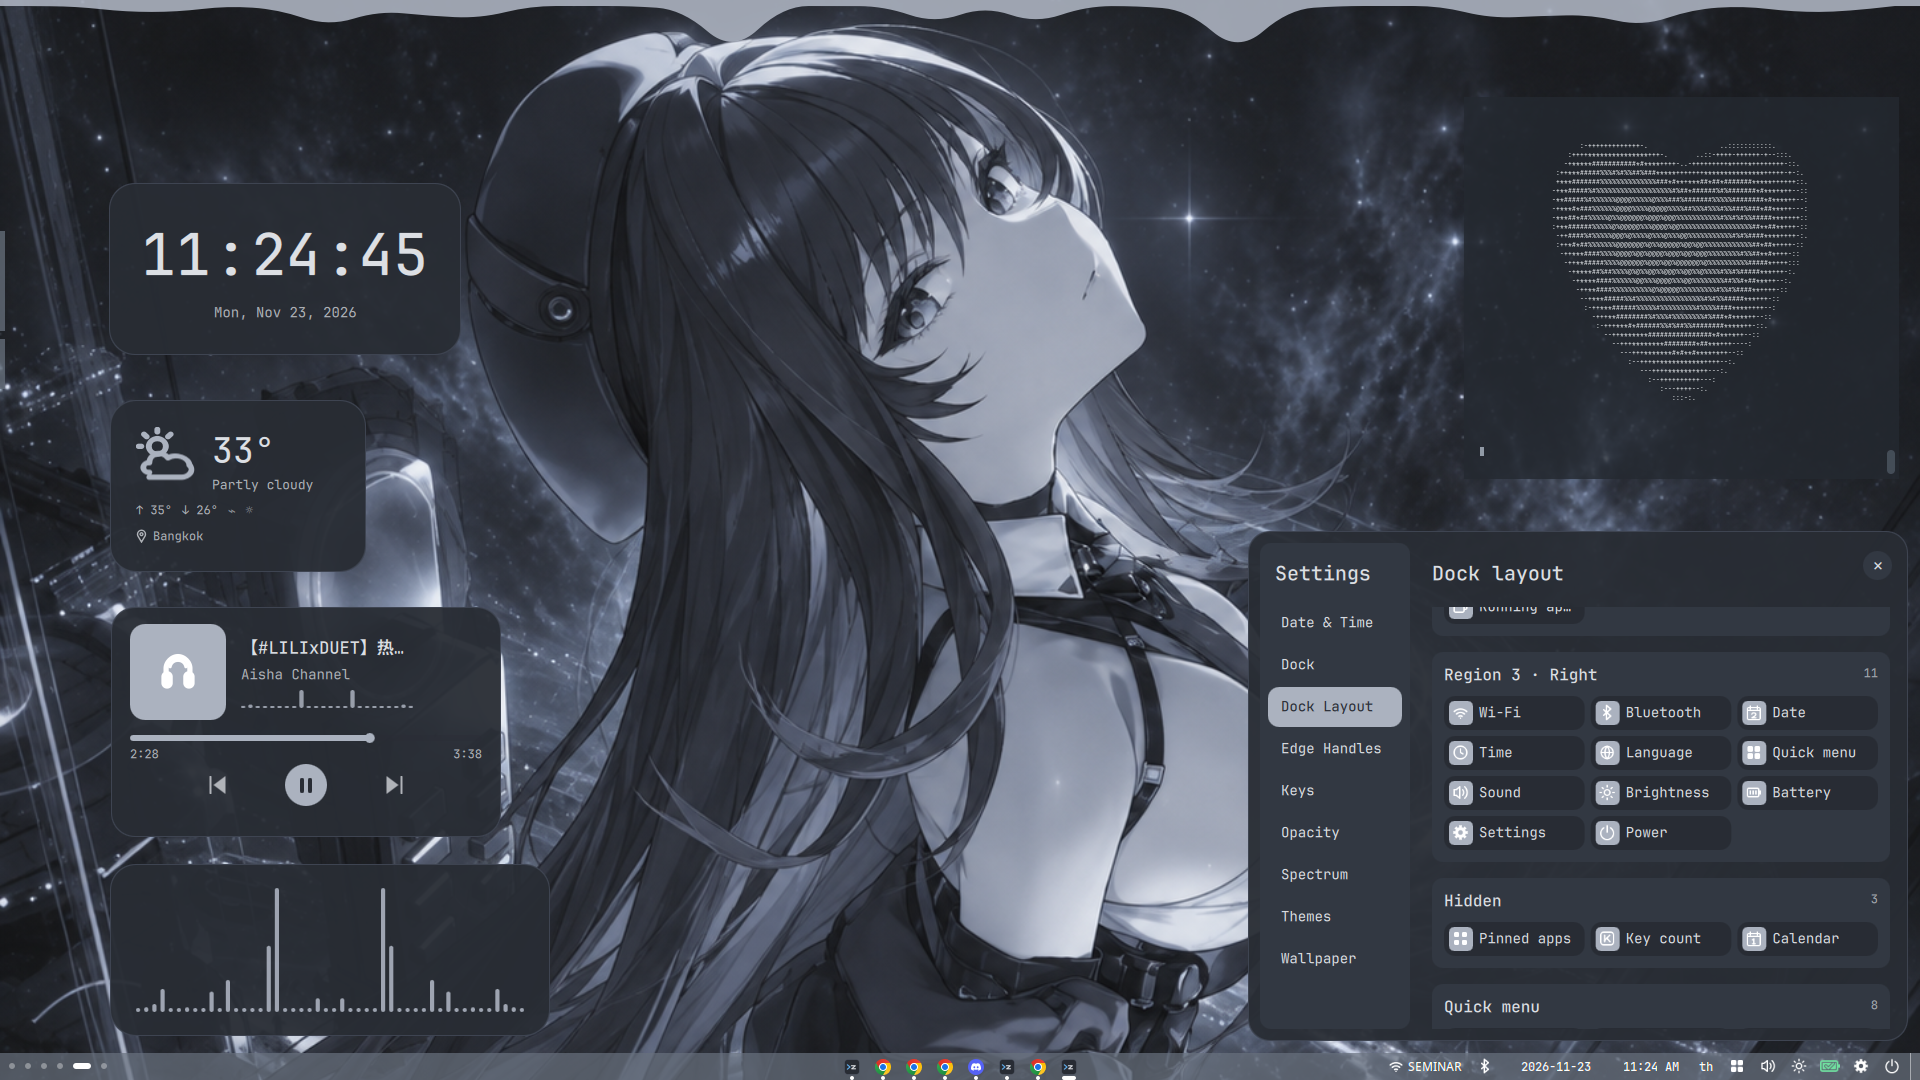 11:24:45
Mon, Nov 23, 2026
33°
Partly cloudy
↑ 35° ↓ 26°
Bangkok
【#LILIxDUET】热…
Aisha Channel
2:28
3:38
Settings
Date & Time
Dock
Dock Layout
Edge Handles
Keys
Opacity
Spectrum
Themes
Wallpaper
Dock layout
×
Running ap…
Region 3 · Right
11
Wi-Fi
Bluetooth
Date
Time
Language
Quick menu
Sound
Brightness
Battery
Settings
Power
Hidden
3
Pinned apps
Key count
Calendar
Quick menu
8
SEMINAR
2026-11-23
11:24 AM
th